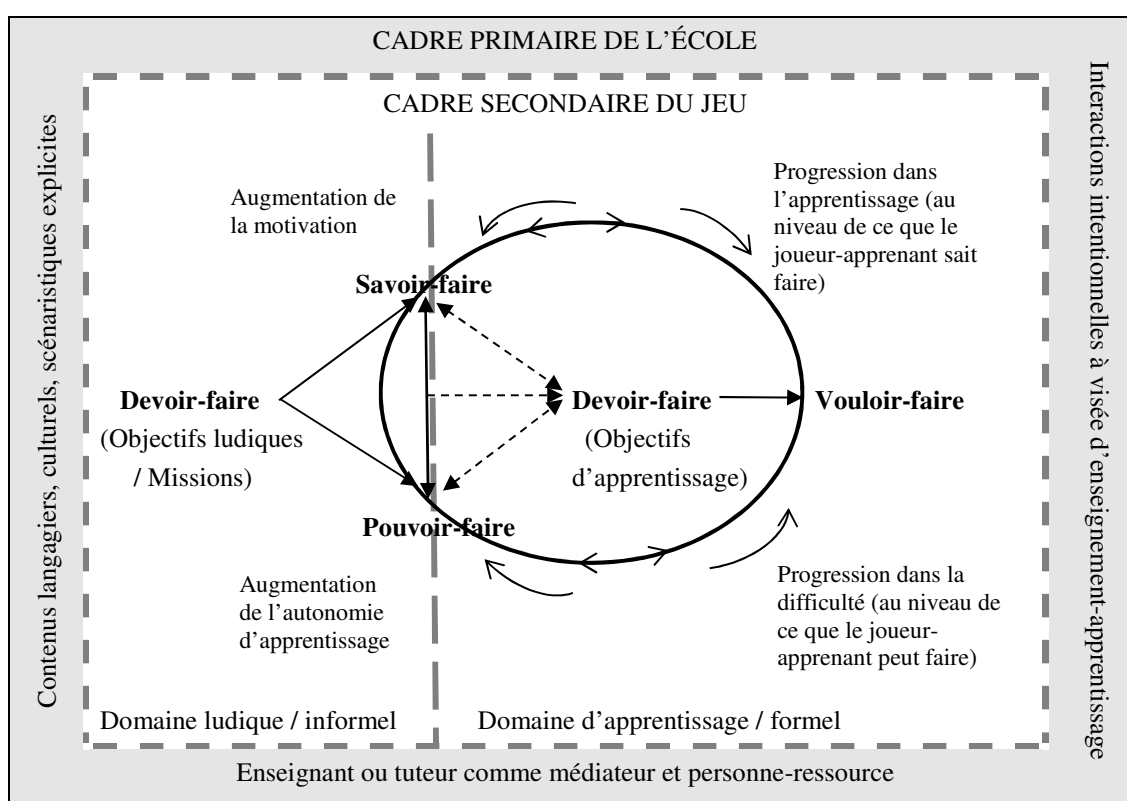 CADRE PRIMAIRE DE L’ÉCOLE
CADRE SECONDAIRE DU JEU
Contenus langagiers, culturels, scénaristiques explicites
Interactions intentionnelles à visée d’enseignement-apprentissage
Augmentation de
la motivation
Progression dans
l’apprentissage (au
niveau de ce que le
joueur-apprenant sait
faire)
Savoir-faire
Devoir-faire
(Objectifs ludiques
/ Missions)
Devoir-faire
(Objectifs
d’apprentissage)
Vouloir-faire
Pouvoir-faire
Augmentation
de l’autonomie
d’apprentissage
Progression dans la
difficulté (au niveau de
ce que le joueur-
apprenant peut faire)
Domaine ludique / informel
Domaine d’apprentissage / formel
Enseignant ou tuteur comme médiateur et personne-ressource